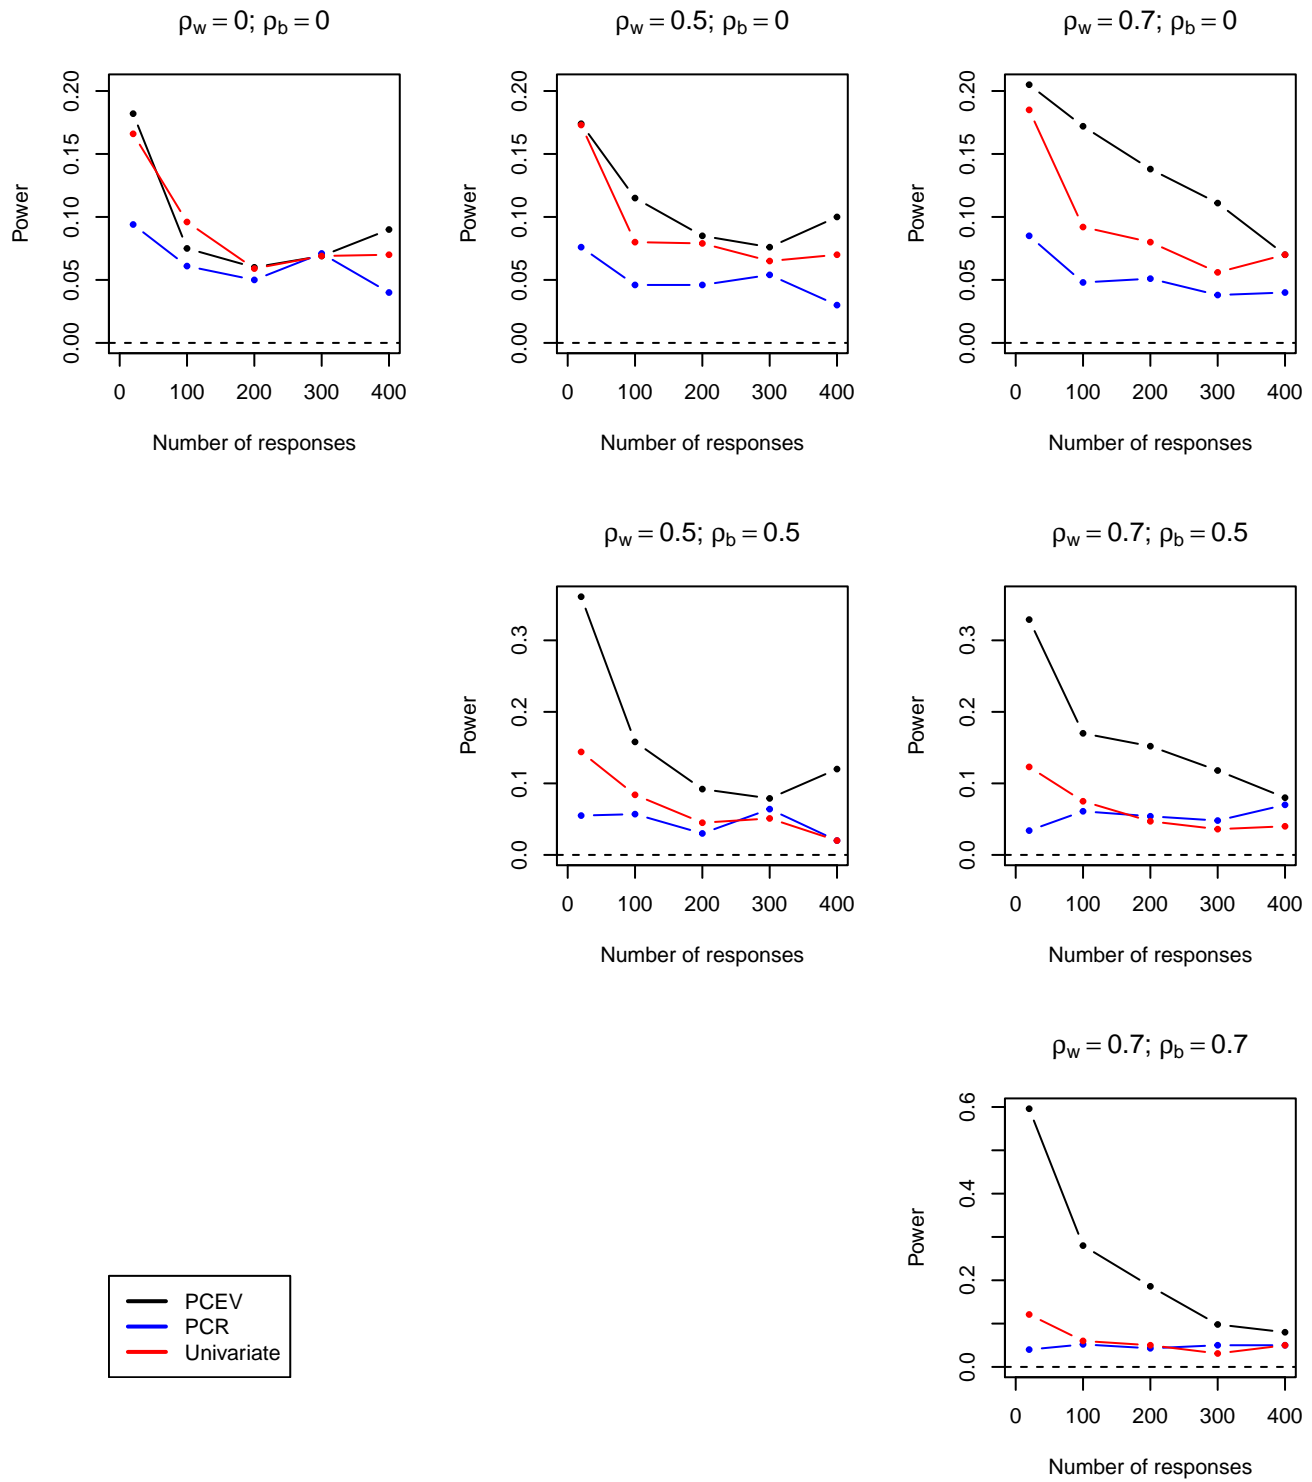 ρw = 0; ρb = 0
ρw = 0.5; ρb = 0
ρw = 0.7; ρb = 0
Power
0.00 0.05 0.10 0.15 0.20
0 100 200 300 400
Number of responses
Power
0.00 0.05 0.10 0.15 0.20
0 100 200 300 400
Number of responses
Power
0.00 0.05 0.10 0.15 0.20
0 100 200 300 400
Number of responses
ρw = 0.5; ρb = 0.5
ρw = 0.7; ρb = 0.5
Power
0.0 0.1 0.2 0.3
0 100 200 300 400
Number of responses
Power
0.0 0.1 0.2 0.3
0 100 200 300 400
Number of responses
ρw = 0.7; ρb = 0.7
Power
0.0 0.2 0.4 0.6
0 100 200 300 400
Number of responses
PCEV
PCR
Univariate